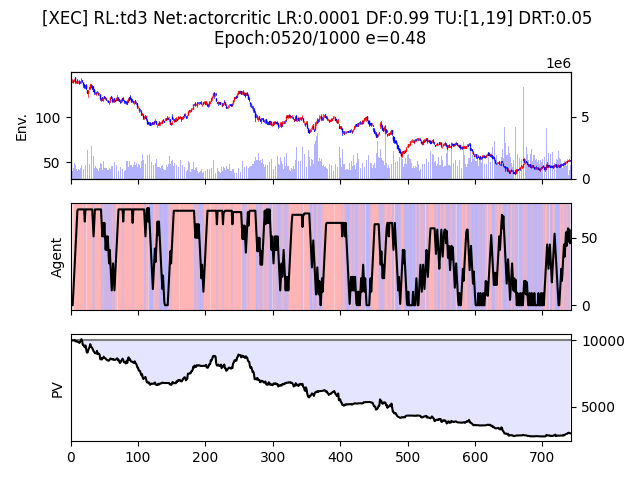 [XEC] RL:td3 Net:actorcritic LR:0.0001 DF:0.99 TU:[1,19] DRT:0.05
Epoch:0520/1000 e=0.48
1e6
Env.
100
50
5
0
Agent
50
0
PV
10000
5000
0 100 200 300 400 500 600 700